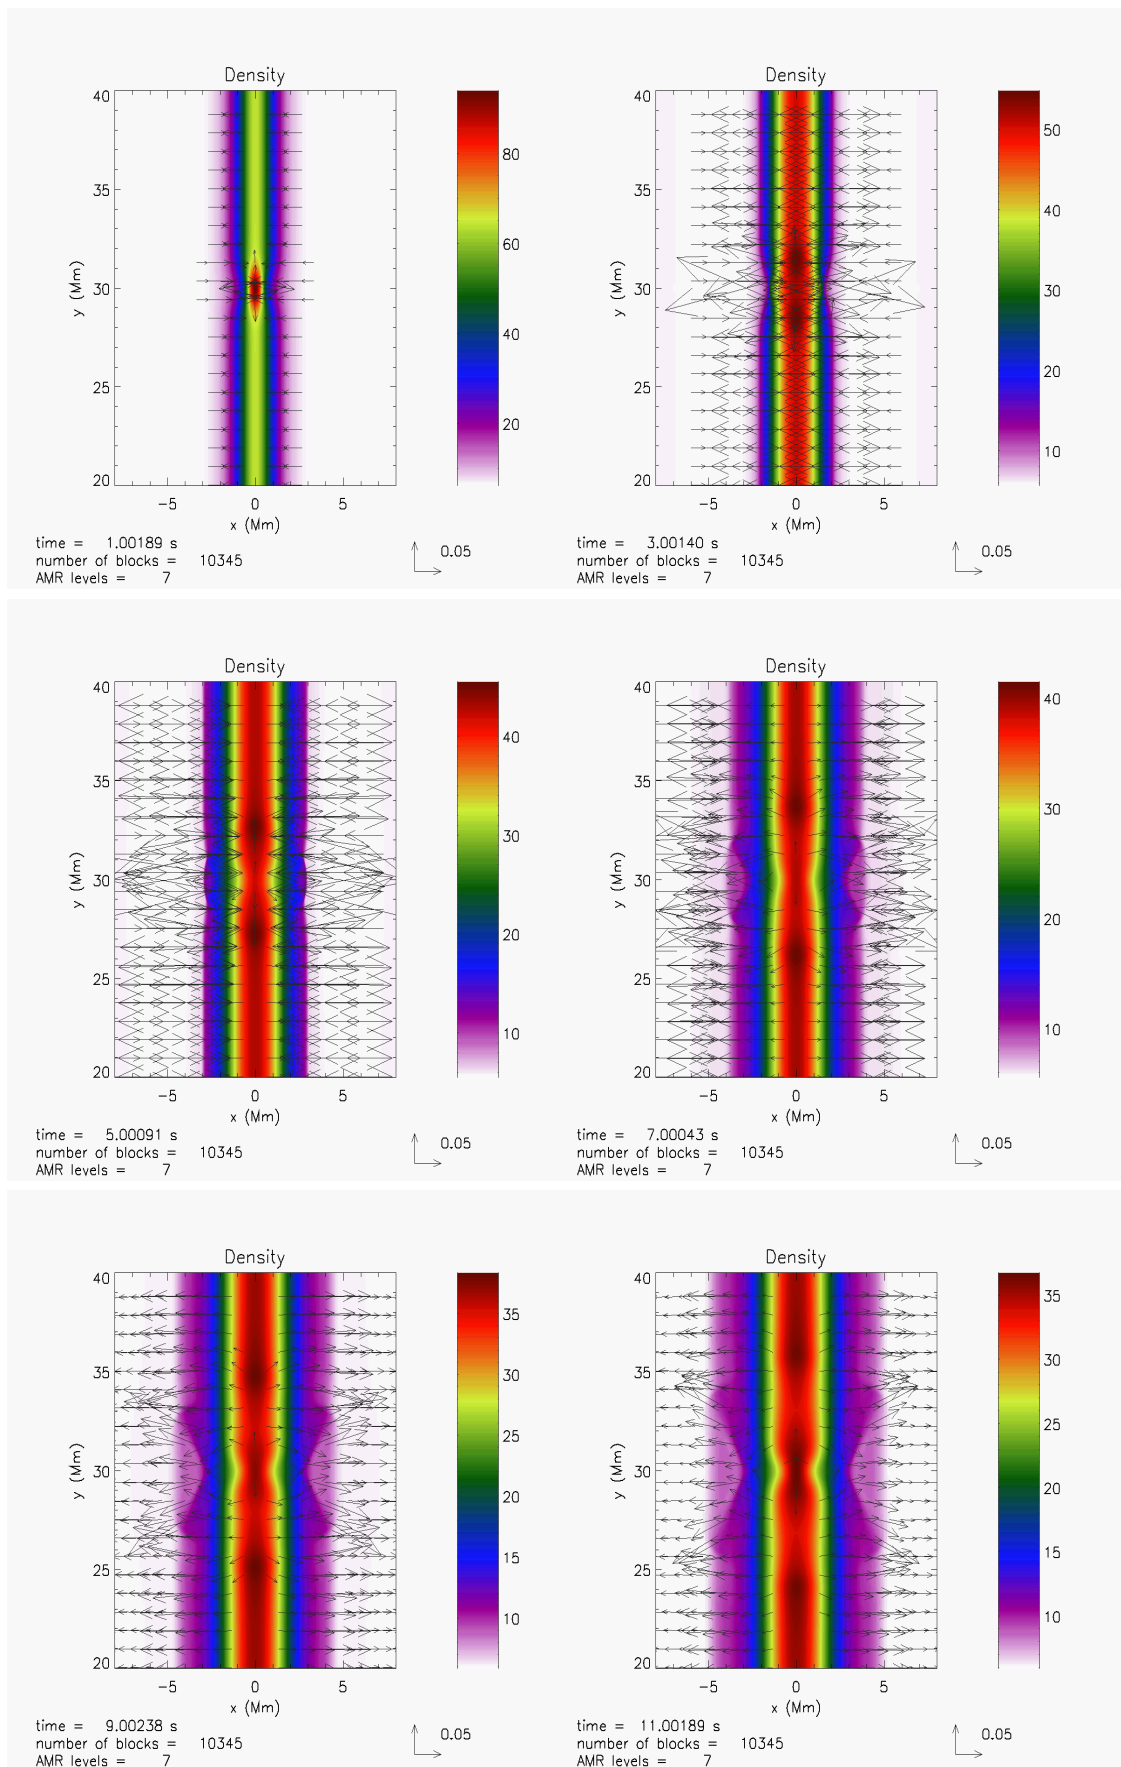 Density
40
35
30
25
20
y (Mm)
-5 0 5
x (Mm)
80
60
40
20
time = 1.00189 s
number of blocks = 10345
AMR levels = 7
0.05
Density
40
35
30
25
20
y (Mm)
-5 0 5
x (Mm)
50
40
30
20
10
time = 3.00140 s
number of blocks = 10345
AMR levels = 7
0.05
Density
40
35
30
25
20
y (Mm)
-5 0 5
x (Mm)
40
30
20
10
time = 5.00091 s
number of blocks = 10345
AMR levels = 7
0.05
Density
40
35
30
25
20
y (Mm)
-5 0 5
x (Mm)
40
30
20
10
time = 7.00043 s
number of blocks = 10345
AMR levels = 7
0.05
Density
40
35
30
25
20
y (Mm)
-5 0 5
x (Mm)
35
30
25
20
15
10
time = 9.00238 s
number of blocks = 10345
AMR levels = 7
0.05
Density
40
35
30
25
20
y (Mm)
-5 0 5
x (Mm)
35
30
25
20
15
10
time = 11.00189 s
number of blocks = 10345
AMR levels = 7
0.05